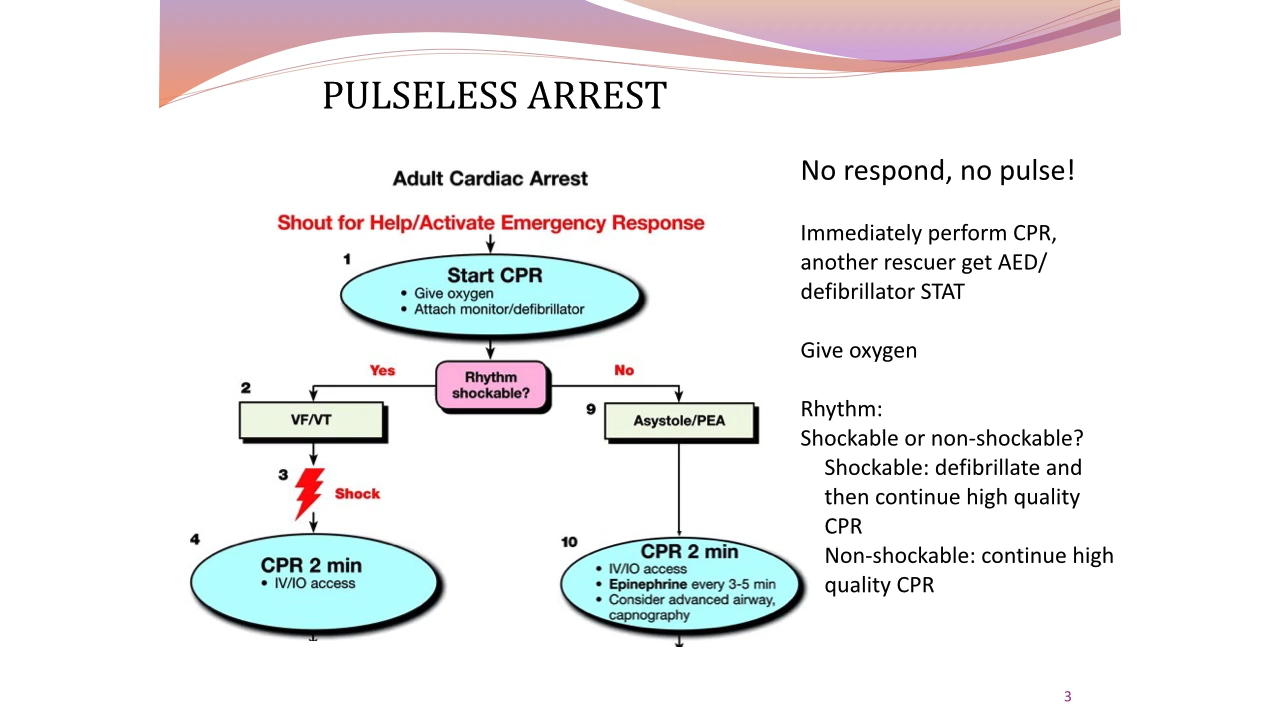 PULSELESS ARREST
Adult Cardiac Arrest
Shout for Help/Activate Emergency Response
1
Start CPR
• Give oxygen
• Attach monitor/defibrillator
Yes
Rhythm
shockable?
No
2
VF/VT
9
Asystole/PEA
3
Shock
4
CPR 2 min
• IV/IO access
10
CPR 2 min
• IV/IO access
• Epinephrine every 3-5 min
• Consider advanced airway,
capnography
No respond, no pulse!
Immediately perform CPR,
another rescuer get AED/
defibrillator STAT
Give oxygen
Rhythm:
Shockable or non-shockable?
Shockable: defibrillate and
then continue high quality
CPR
Non-shockable: continue high
quality CPR
3